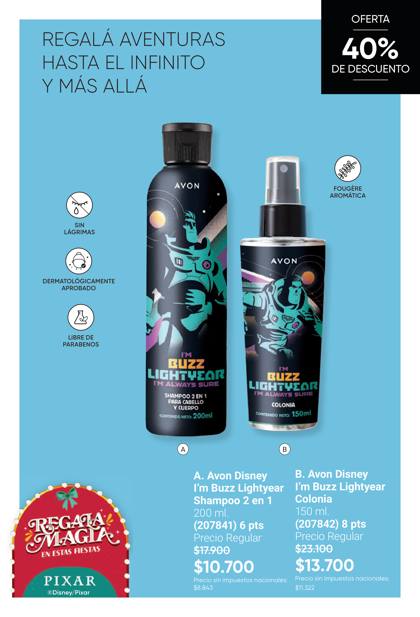 REGALÁ AVENTURAS
HASTA EL INFINITO
Y MÁS ALLÁ
OFERTA
40%
DE DESCUENTO
SIN
LÁGRIMAS
DERMATOLÓGICAMENTE
APROBADO
LIBRE DE
PARABENOS
FOUGÈRE
AROMÁTICA
AVON
I'M
BUZZ
LIGHTYEAR
I'M ALWAYS SURE
SHAMPOO 2 EN 1
PARA CABELLO
Y CUERPO
CONTENIDO NETO: 200ml
AVON
I'M
BUZZ
LIGHTYEAR
I'M ALWAYS SURE
COLONIA
CONTENIDO NETO: 150ml
A
B
A. Avon Disney
I'm Buzz Lightyear
Shampoo 2 en 1
200 ml.
(207841) 6 pts
Precio Regular
$17.900
$10.700
Precio sin impuestos nacionales:
$8.843
B. Avon Disney
I'm Buzz Lightyear
Colonia
150 ml.
(207842) 8 pts
Precio Regular
$23.100
$13.700
Precio sin impuestos nacionales:
$11.322
REGALÁ
MAGIA
EN ESTAS FIESTAS
PIXAR
©Disney/Pixar